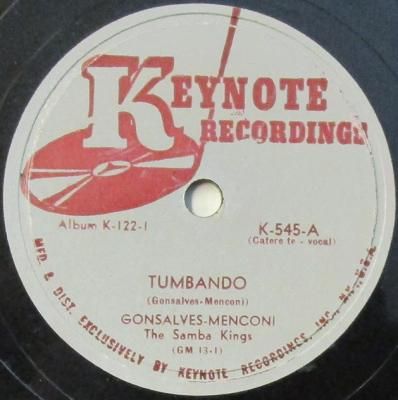 KEYNOTE
RECORDINGS
Album K-122-1
K-545-A
(Catere te - vocal)
TUMBANDO
(Gonsalves-Menconi)
GONSALVES-MENCONI
The Samba Kings
(GM 13-1)
MFD. & DIST. EXCLUSIVELY BY KEYNOTE RECORDINGS, INC., NY., U.S.A.